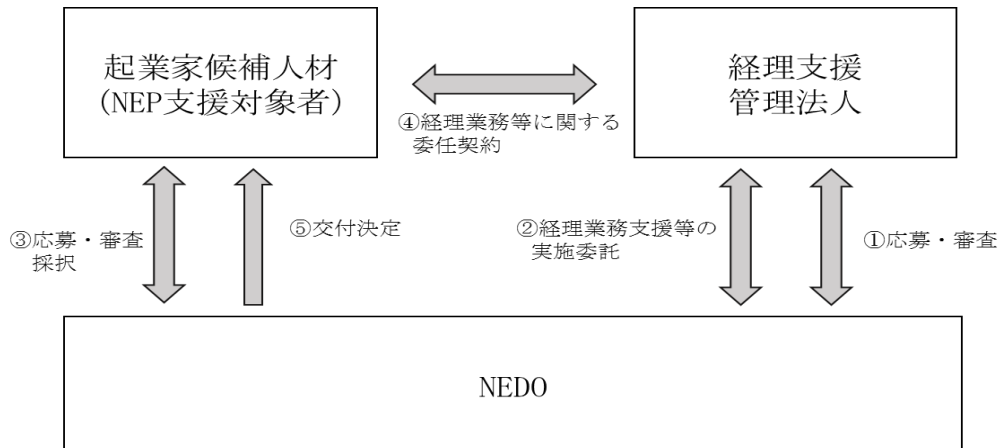 起業家候補人材
(NEP支援対象者)
経理支援
管理法人
④経理業務等に関する
委任契約
③応募・審査
採択
⑤交付決定
②経理業務支援等の
実施委託
①応募・審査
NEDO